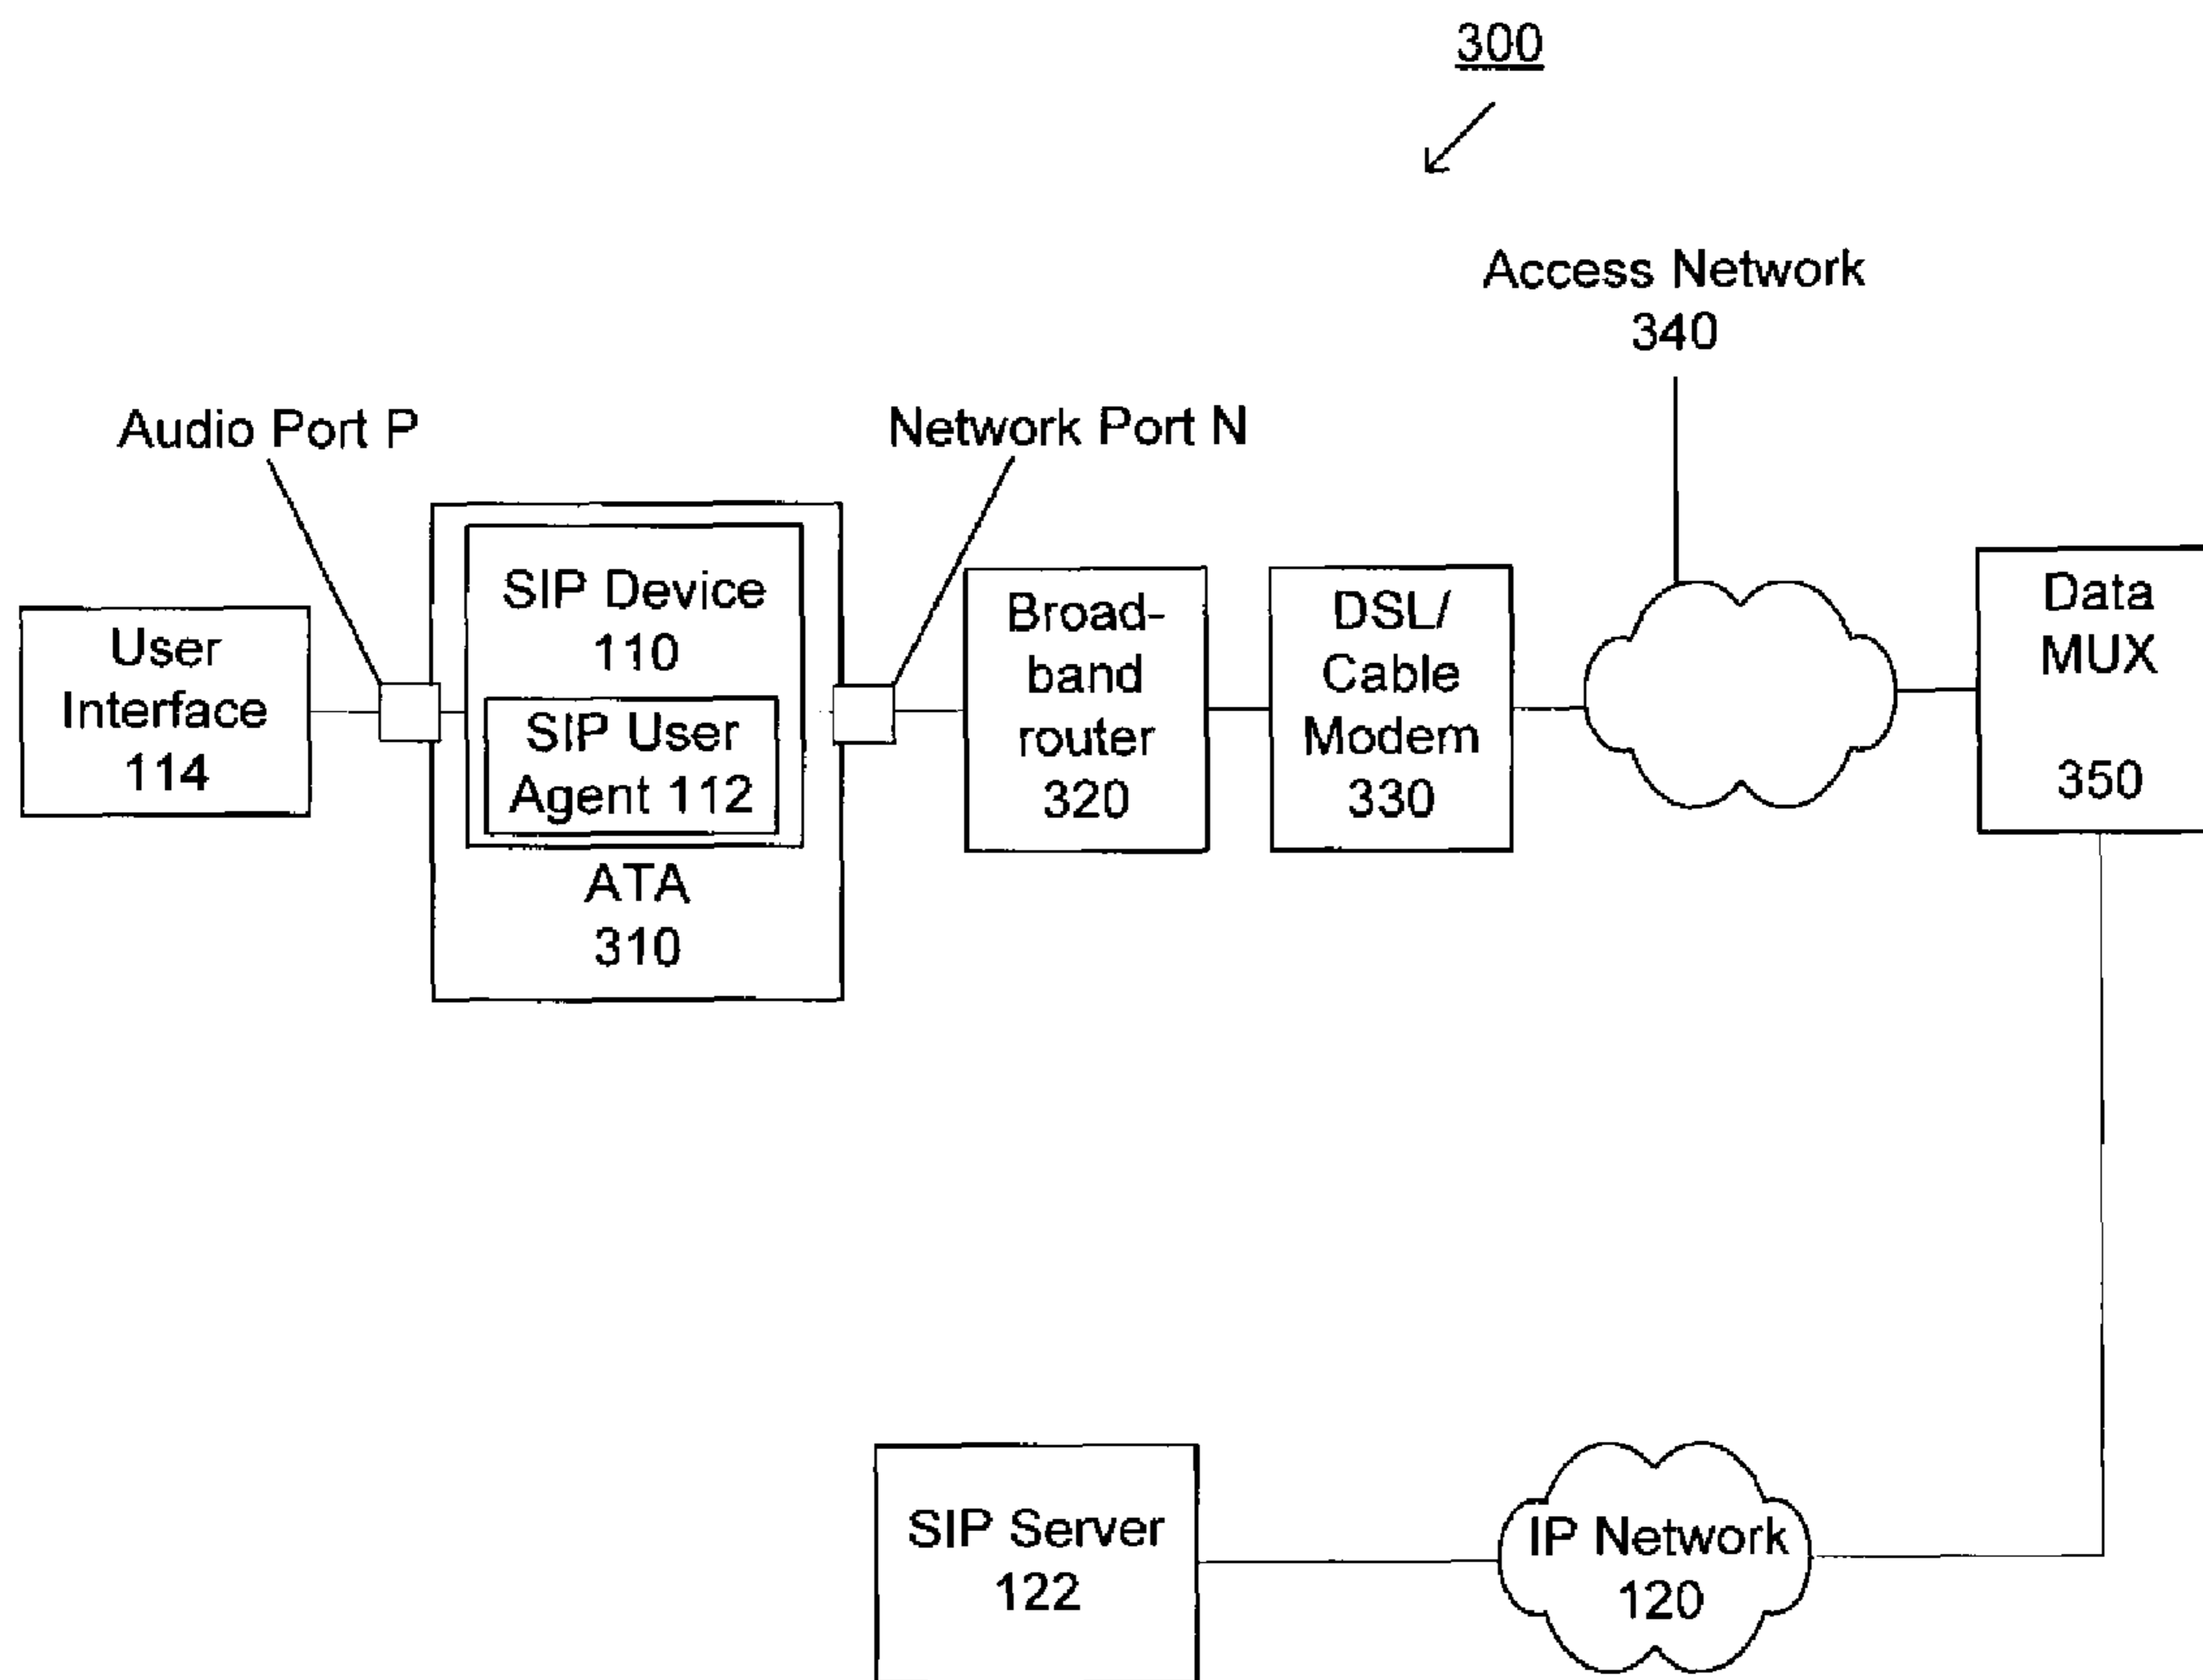 300
Access Network
340
Audio Port P
Network Port N
User
Interface
114
SIP Device
110
SIP User
Agent 112
ATA
310
Broad-
band
router
320
DSL/
Cable
Modem
330
Data
MUX
350
SIP Server
122
IP Network
120